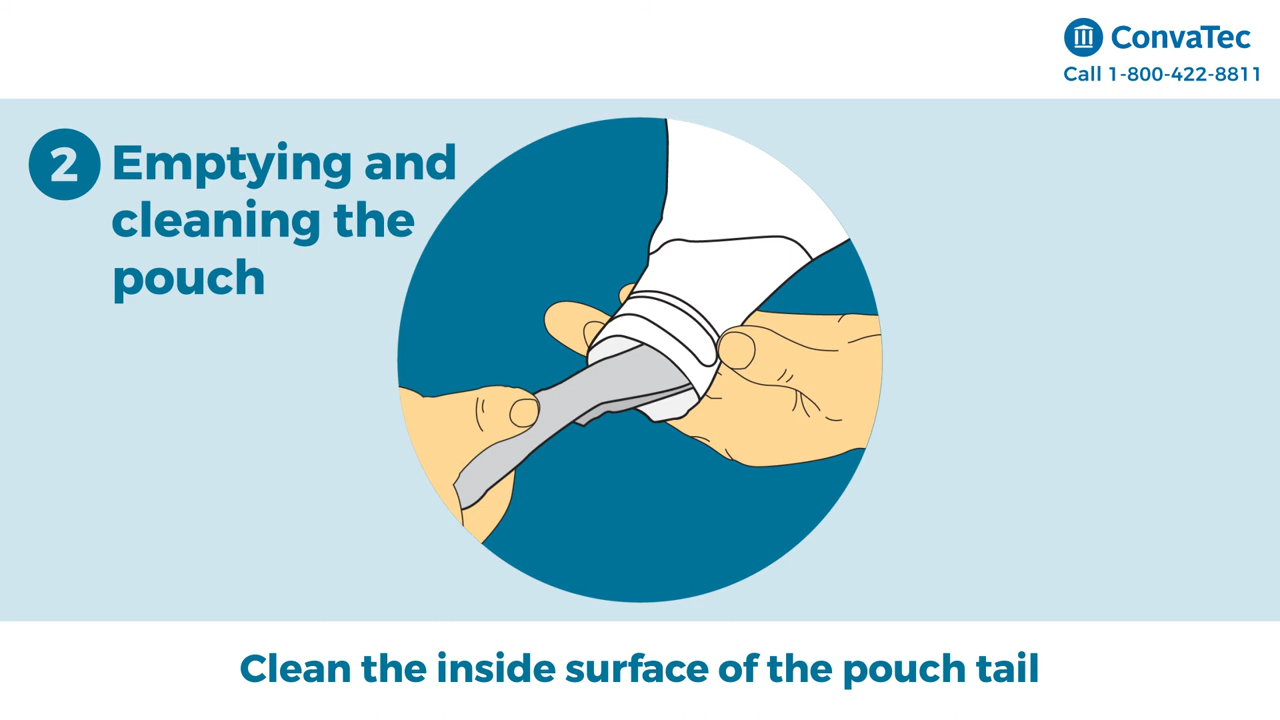 ConvaTec
Call 1-800-422-8811
2
Emptying and
cleaning the
pouch
Clean the inside surface of the pouch tail